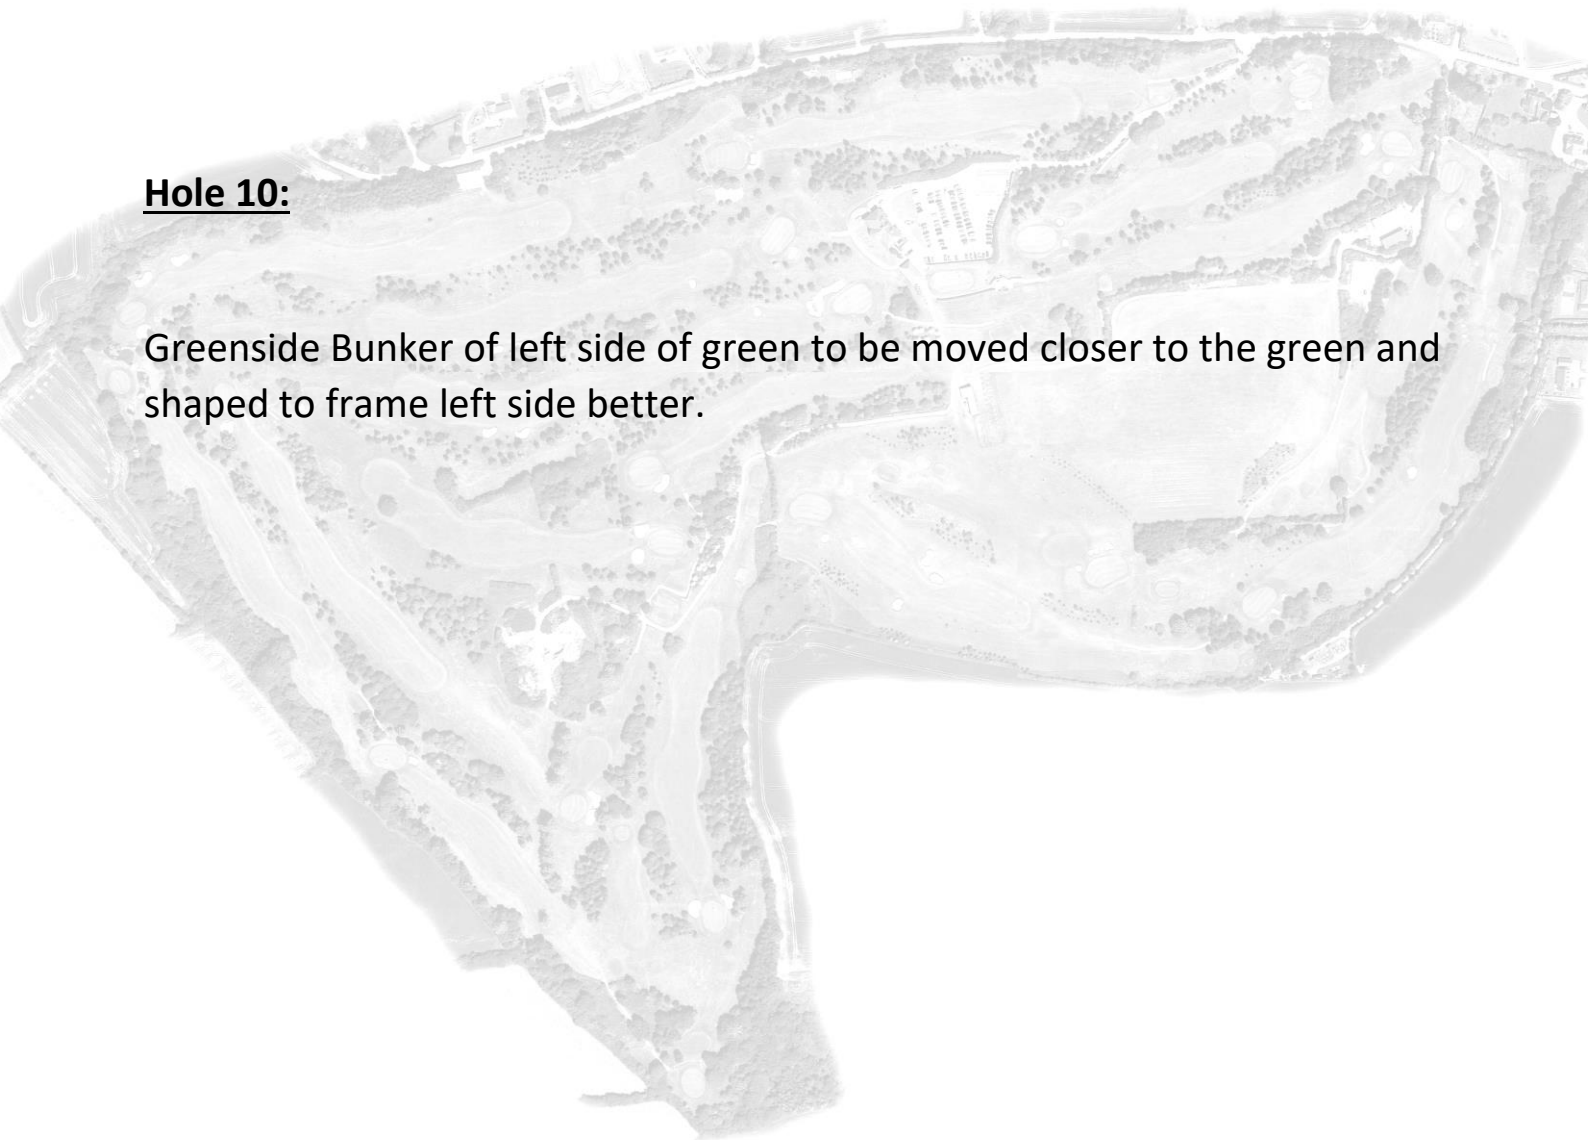 Hole 10:
Greenside Bunker of left side of green to be moved closer to the green and
shaped to frame left side better.